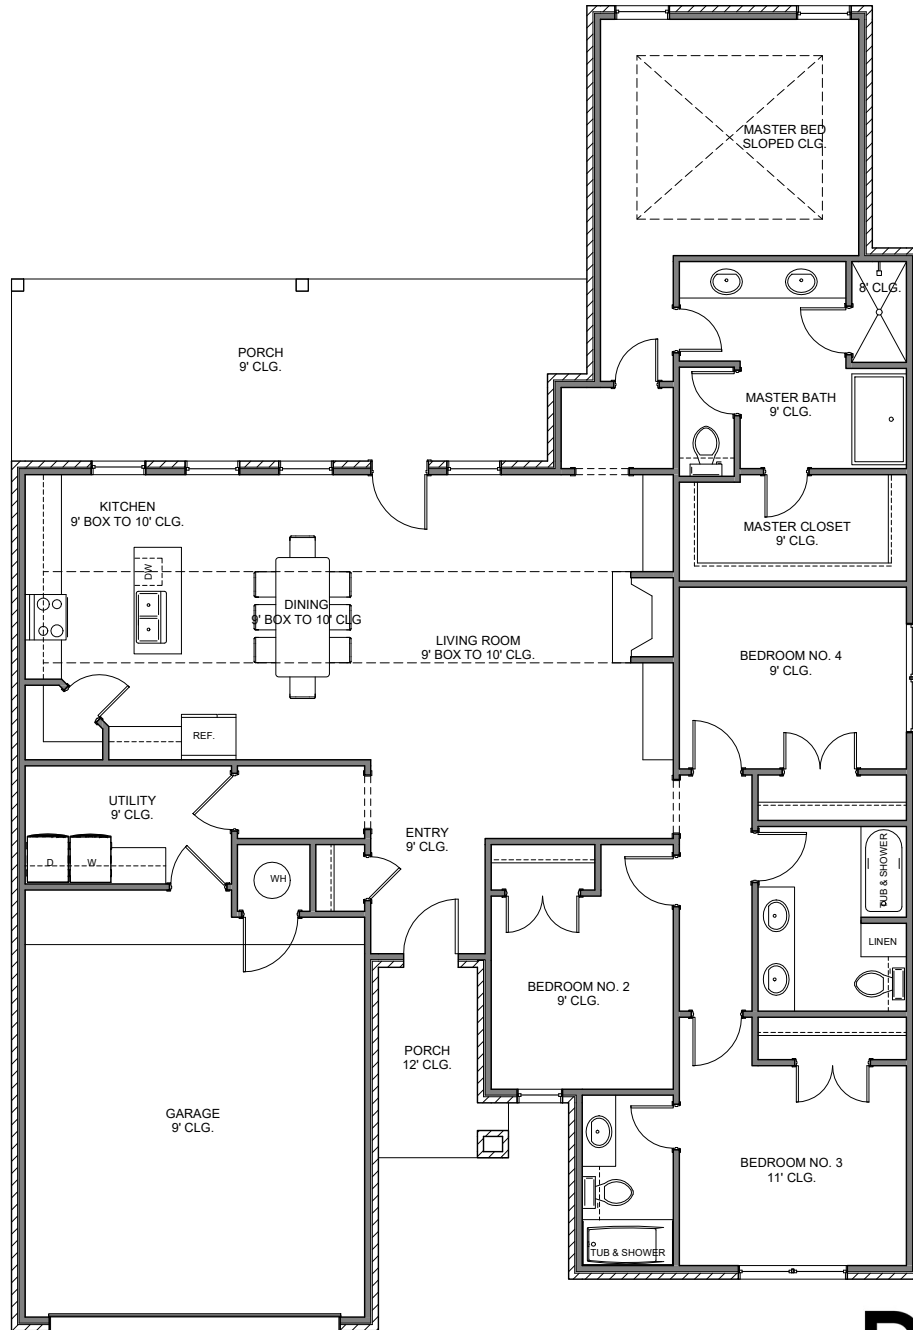 MASTER BED
SLOPED CLG.
8' CLG.
PORCH
9' CLG.
MASTER BATH
9' CLG.
KITCHEN
9' BOX TO 10' CLG.
MASTER CLOSET
9' CLG.
DW
DINING
9' BOX TO 10' CLG
LIVING ROOM
9' BOX TO 10' CLG.
BEDROOM NO. 4
9' CLG.
REF.
UTILITY
9' CLG.
ENTRY
9' CLG.
D
W
WH
TUB & SHOWER
LINEN
BEDROOM NO. 2
9' CLG.
PORCH
12' CLG.
GARAGE
9' CLG.
BEDROOM NO. 3
11' CLG.
TUB & SHOWER